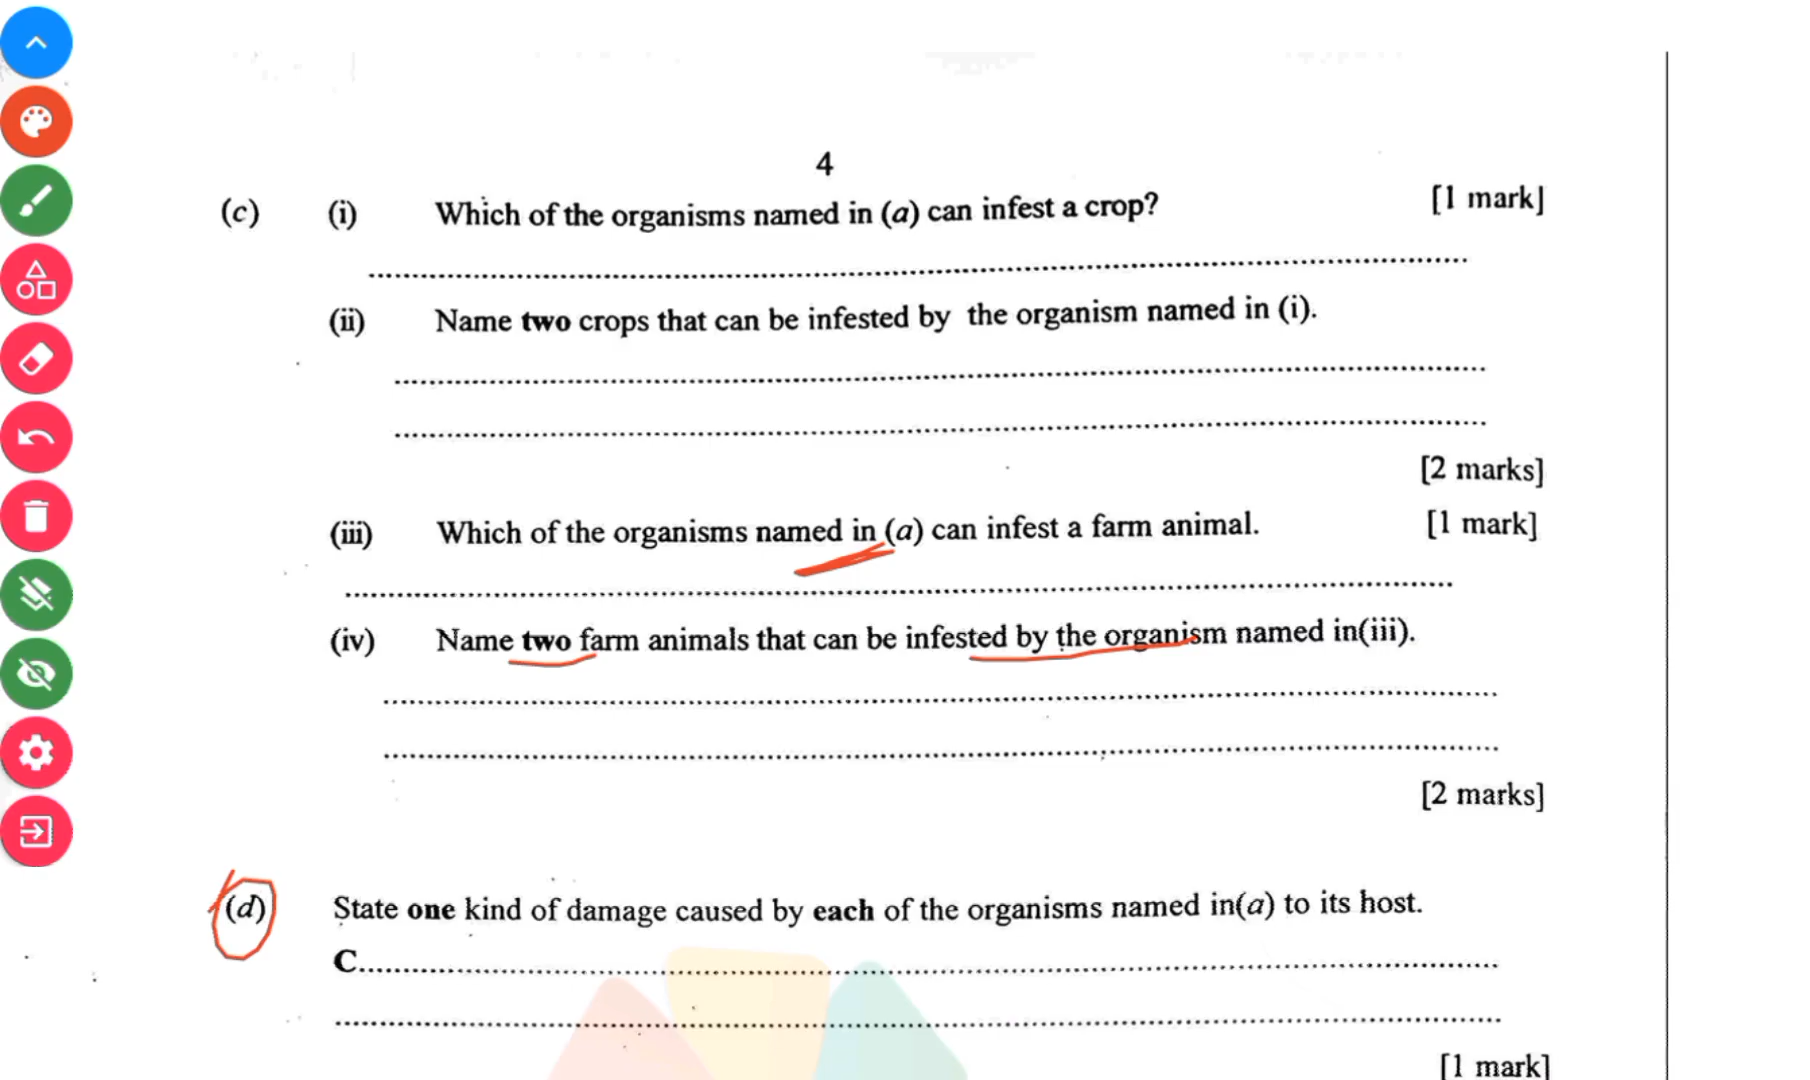 4
(c) (i) Which of the organisms named in (a) can infest a crop? [1 mark]
(ii) Name two crops that can be infested by the organism named in (i).
[2 marks]
(iii) Which of the organisms named in (a) can infest a farm animal. [1 mark]
(iv) Name two farm animals that can be infested by the organism named in(iii).
[2 marks]
(d) State one kind of damage caused by each of the organisms named in(a) to its host.
C
[1 mark]